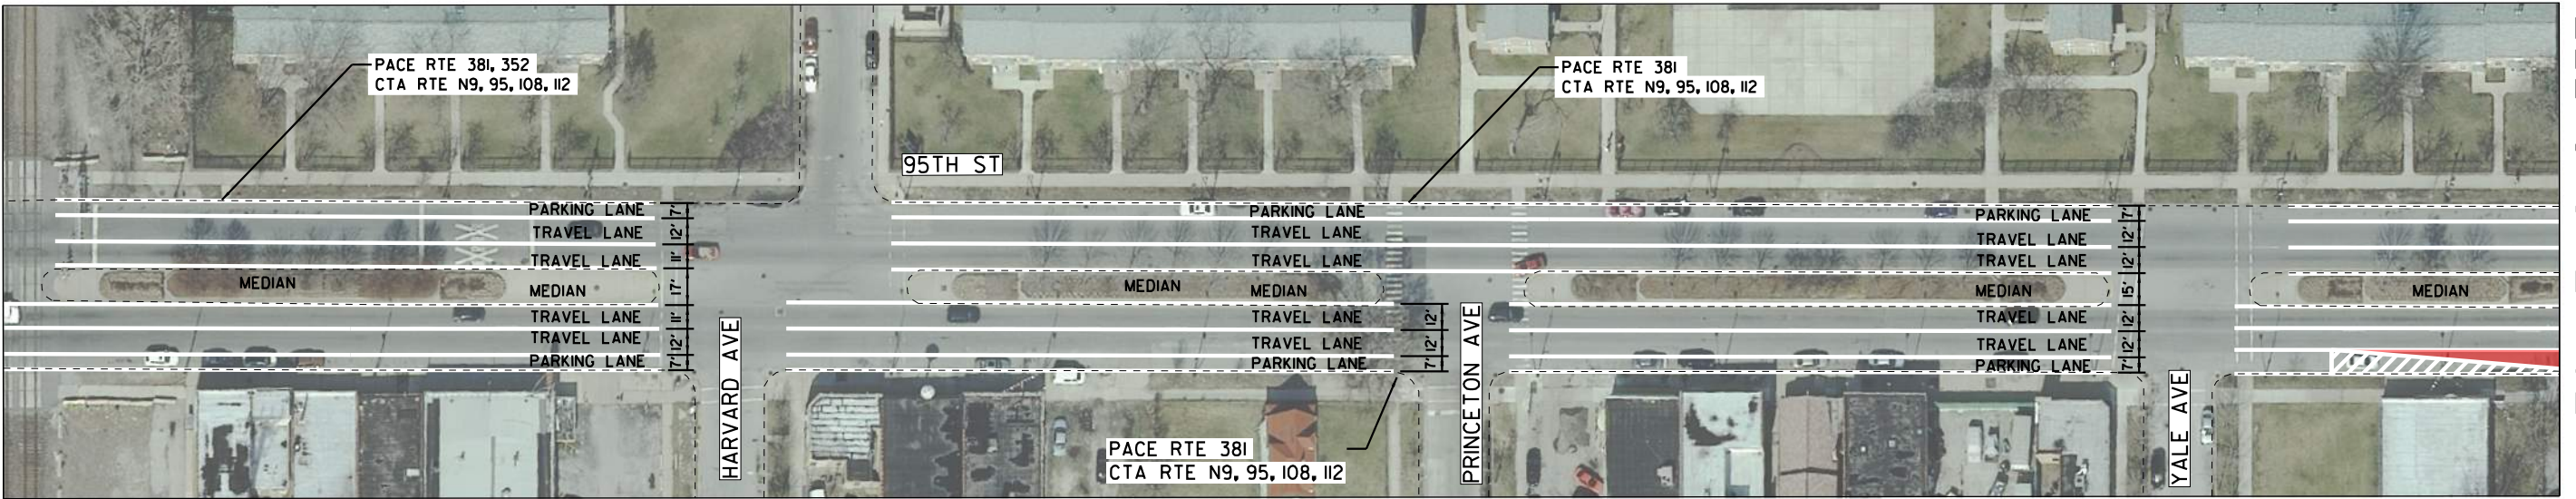 PACE RTE 381, 352
CTA RTE N9, 95, 108, 112
PACE RTE 381
CTA RTE N9, 95, 108, 112
95TH ST
PARKING LANE 7'
TRAVEL LANE 12'
TRAVEL LANE 11'
MEDIAN MEDIAN 17'
TRAVEL LANE 11'
TRAVEL LANE 12'
PARKING LANE 7'
HARVARD AVE
PARKING LANE
TRAVEL LANE
TRAVEL LANE
MEDIAN MEDIAN
TRAVEL LANE 12'
TRAVEL LANE 12'
PARKING LANE 7'
PACE RTE 381
CTA RTE N9, 95, 108, 112
PRINCETON AVE
PARKING LANE 7'
TRAVEL LANE 12'
TRAVEL LANE 12'
MEDIAN 15'
TRAVEL LANE 12'
TRAVEL LANE 12'
PARKING LANE 7'
YALE AVE
MEDIAN